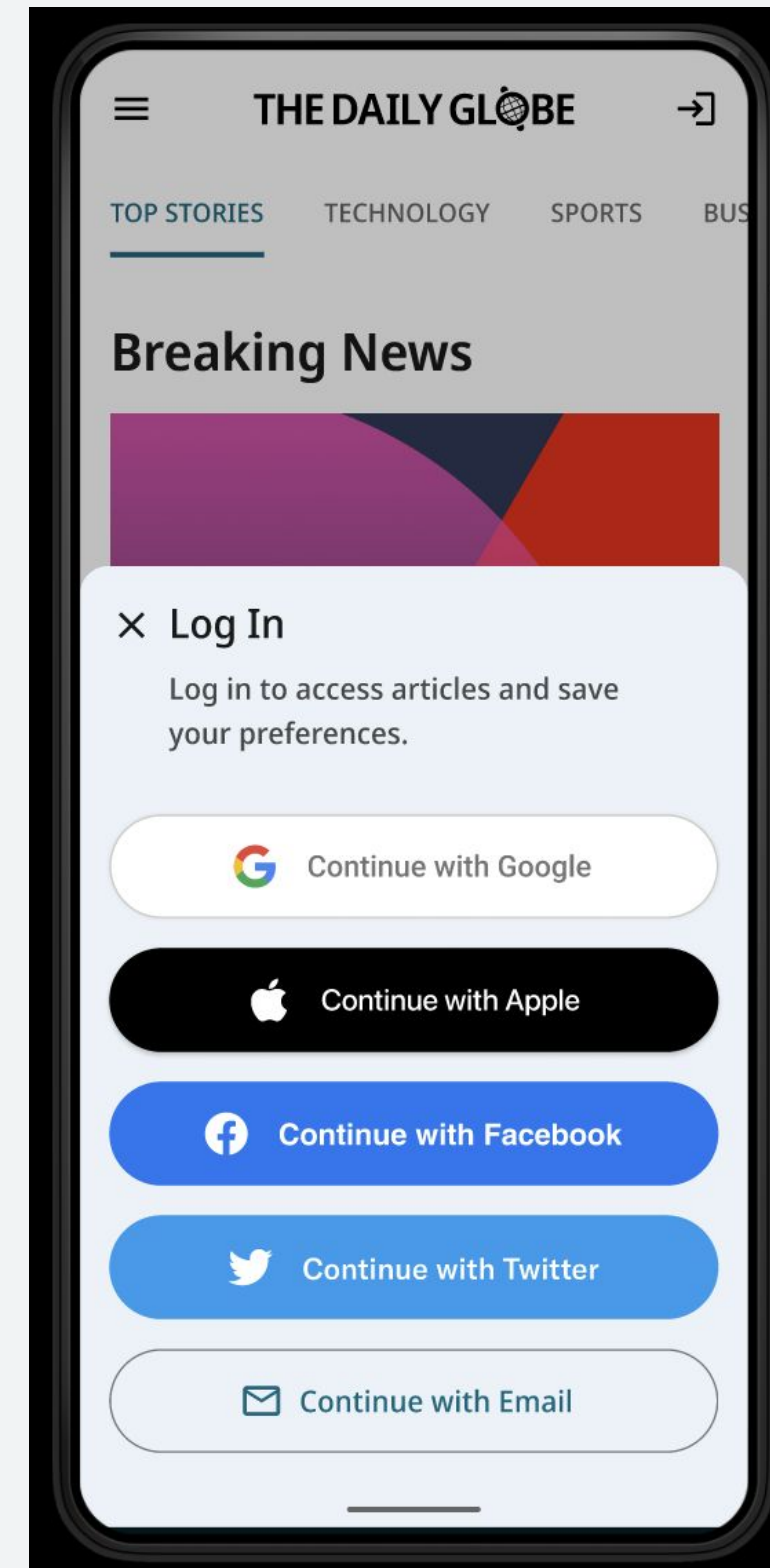 THE DAILY GLOBE
TOP STORIES TECHNOLOGY SPORTS BUS
Breaking News
Log In
Log in to access articles and save
your preferences.
Continue with Google
Continue with Apple
Continue with Facebook
Continue with Twitter
Continue with Email